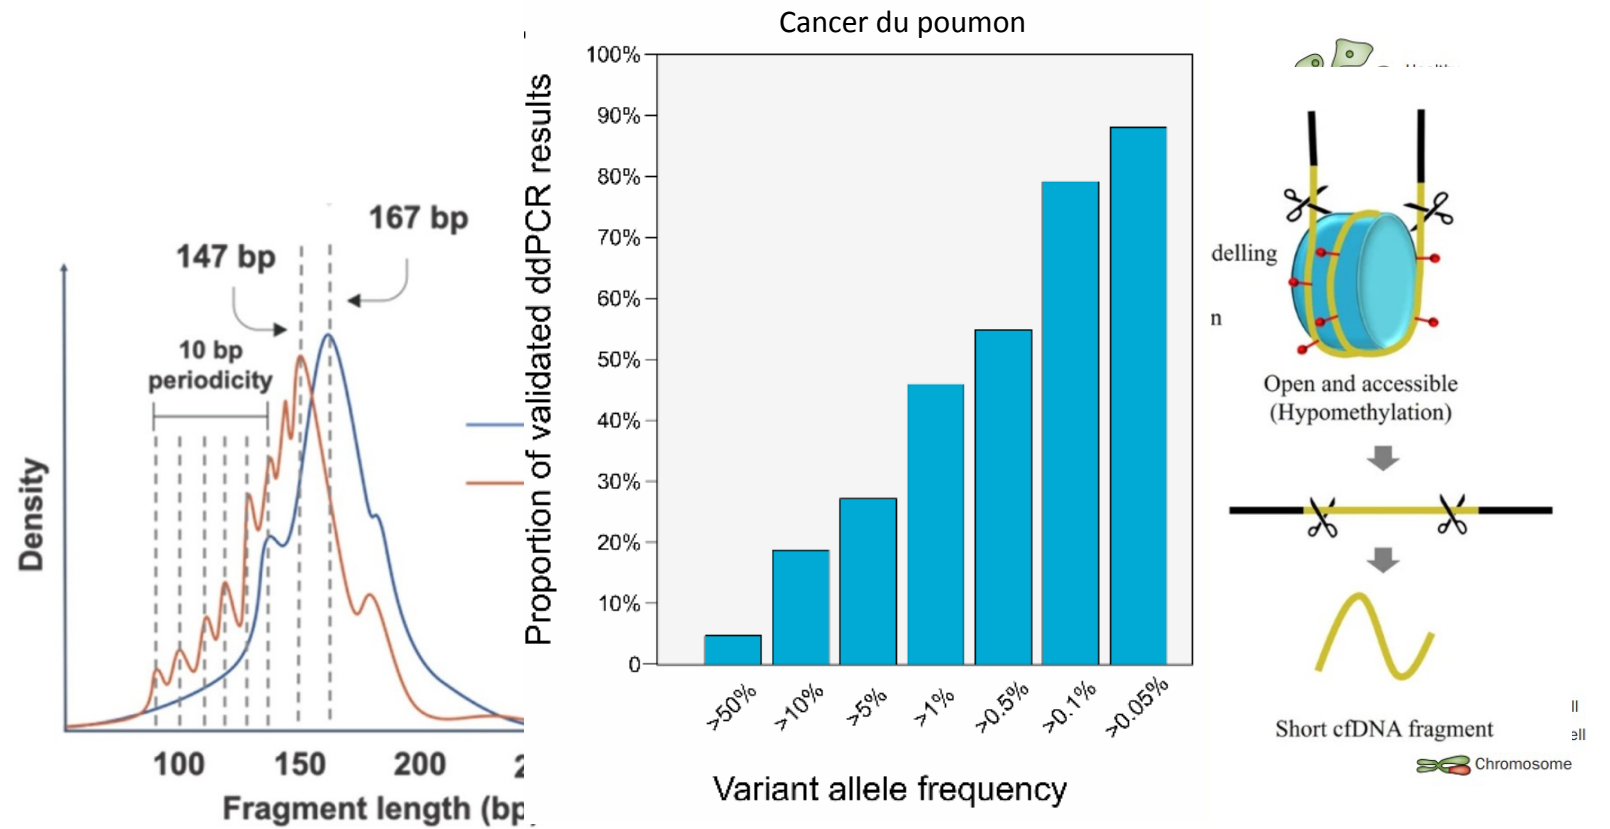 147 bp
167 bp
10 bp
periodicity
Density
100
150
200
Fragment length (bp
Cancer du poumon
Proportion of validated ddPCR results
100%
90%
80%
70%
60%
50%
40%
30%
20%
10%
0
>50%
>10%
>5%
>1%
>0.5%
>0.1%
>0.05%
Variant allele frequency
delling
n
Open and accessible
(Hypomethylation)
Short cfDNA fragment
ell
Chromosome